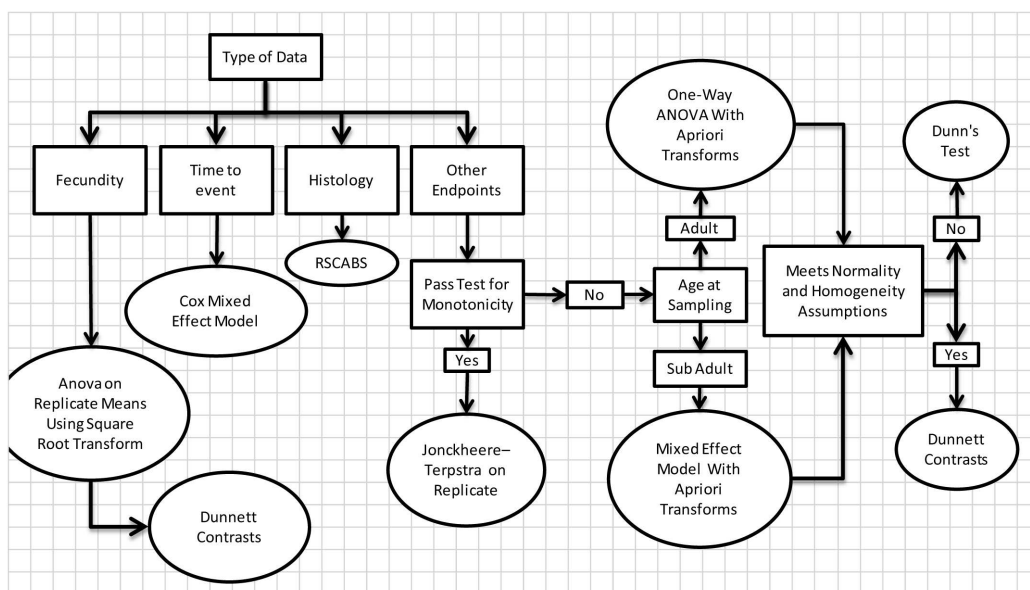 Type of Data
Fecundity
Time to
event
Histology
Other
Endpoints
RSCABS
Cox Mixed
Effect Model
Anova on
Replicate Means
Using Square
Root Transform
Dunnett
Contrasts
Pass Test for
Monotonicity
Yes
Jonckheere–
Terpstra on
Replicate
No
Age at
Sampling
Adult
One-Way
ANOVA With
Apriori
Transforms
Sub Adult
Mixed Effect
Model With
Apriori
Transforms
Meets Normality
and Homogeneity
Assumptions
No
Dunn's
Test
Yes
Dunnett
Contrasts